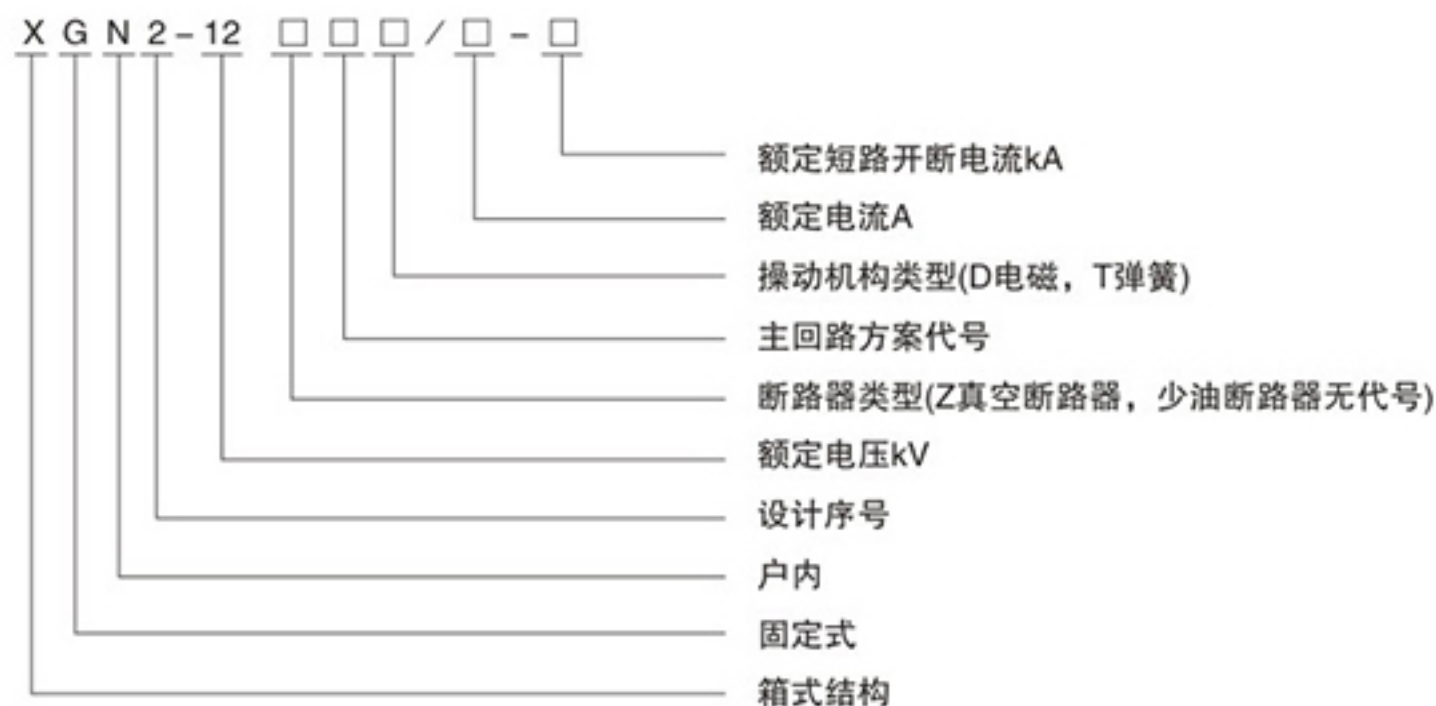 X G N 2-12 □ □ □ / □ - □
额定短路开断电流kA
额定电流A
操动机构类型(D电磁，T弹簧)
主回路方案代号
断路器类型(Z真空断路器，少油断路器无代号)
额定电压kV
设计序号
户内
固定式
箱式结构